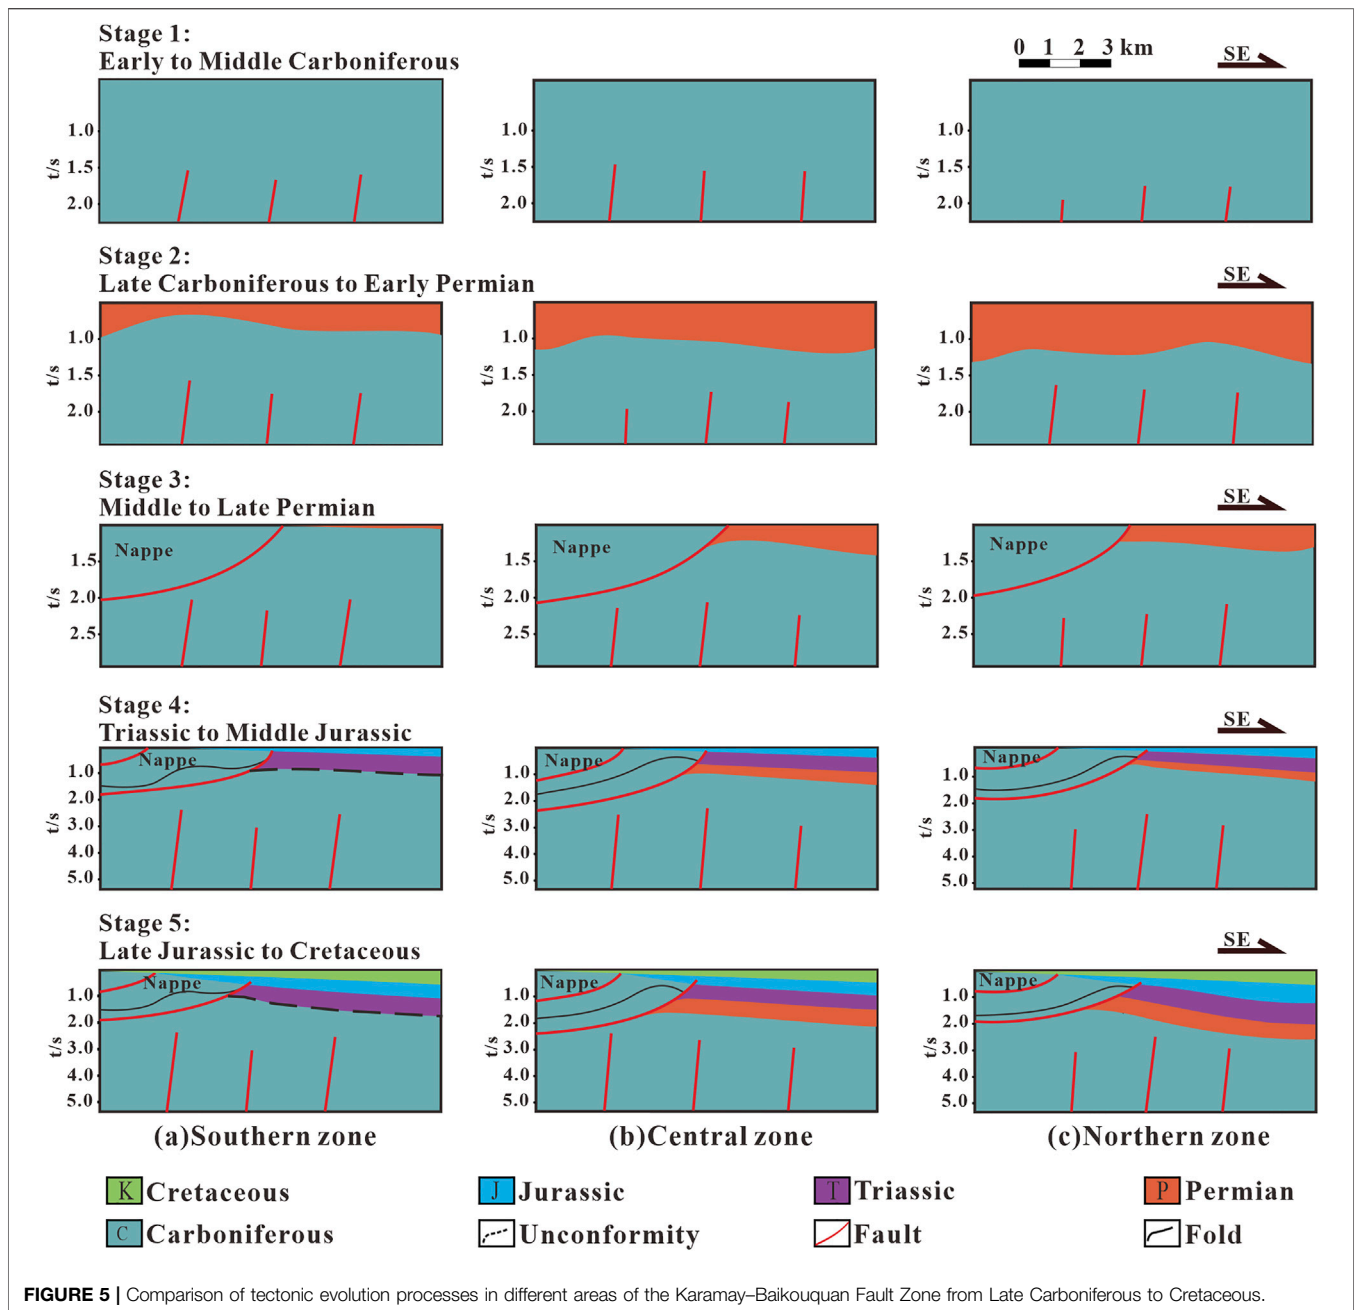 Stage 1:
Early to Middle Carboniferous
0 1 2 3 km
SE
t/s
1.0
1.5
2.0
t/s
1.0
1.5
2.0
t/s
1.0
1.5
2.0
Stage 2:
Late Carboniferous to Early Permian
SE
t/s
1.0
1.5
2.0
t/s
1.0
1.5
2.0
t/s
1.0
1.5
2.0
Stage 3:
Middle to Late Permian
SE
Nappe
t/s
1.5
2.0
2.5
Nappe
t/s
1.5
2.0
2.5
Nappe
t/s
1.5
2.0
2.5
Stage 4:
Triassic to Middle Jurassic
SE
Nappe
t/s
1.0
2.0
3.0
4.0
5.0
Nappe
t/s
1.0
2.0
3.0
4.0
5.0
Nappe
t/s
1.0
2.0
3.0
4.0
5.0
Stage 5:
Late Jurassic to Cretaceous
SE
Nappe
t/s
1.0
2.0
3.0
4.0
5.0
Nappe
t/s
1.0
2.0
3.0
4.0
5.0
Nappe
t/s
1.0
2.0
3.0
4.0
5.0
(a)Southern zone
(b)Central zone
(c)Northern zone
K Cretaceous
J Jurassic
T Triassic
P Permian
C Carboniferous
Unconformity
Fault
Fold
FIGURE 5 | Comparison of tectonic evolution processes in different areas of the Karamay–Baikouquan Fault Zone from Late Carboniferous to Cretaceous.